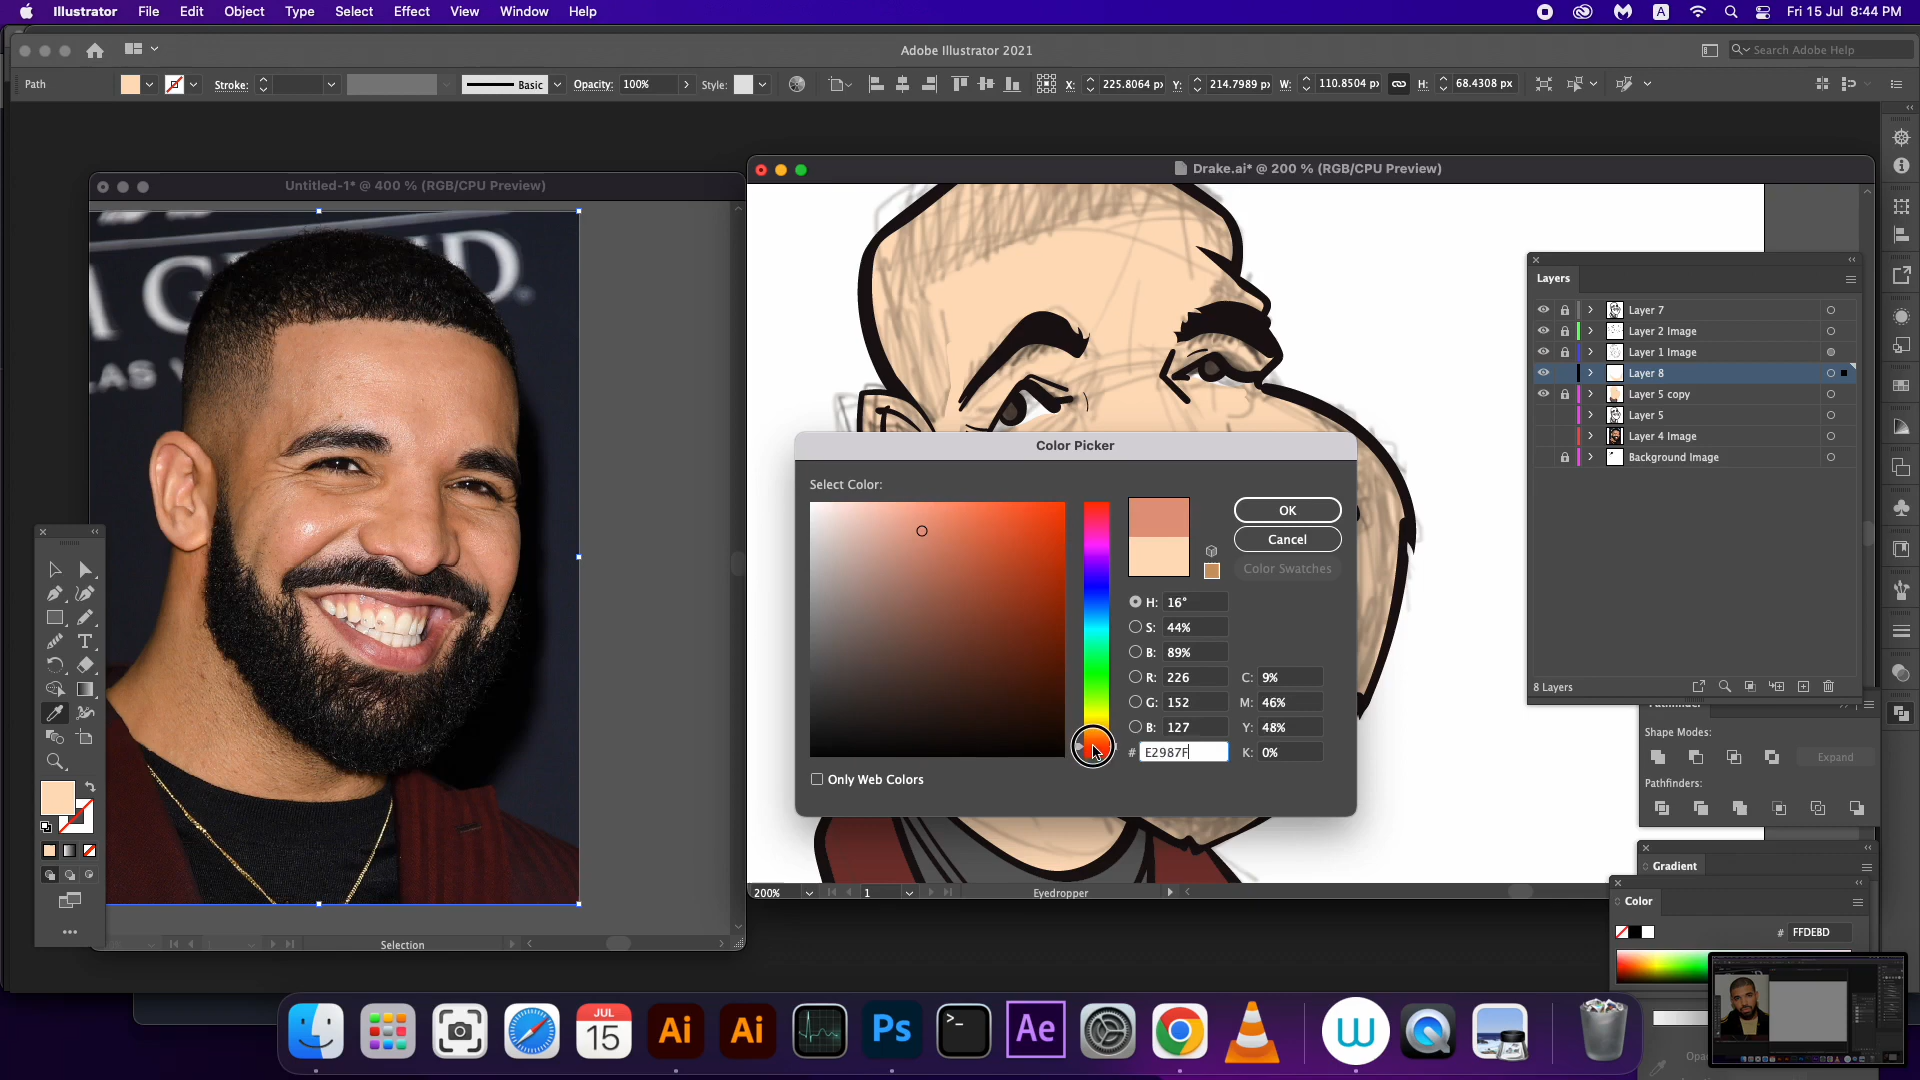 Illustrator File Edit Object Type Select Effect View Window Help
A Fri 15 Jul 8:44 PM
Adobe Illustrator 2021
Search Adobe Help
Path Stroke: Basic Opacity: 100% Style: X: 225.8064 px Y: 214.7989 px W: 110.8504 px H: 68.4308 px
Untitled-1* @ 400 % (RGB/CPU Preview)
Drake.ai* @ 200 % (RGB/CPU Preview)
Layers
Layer 7
Layer 2 Image
Layer 1 Image
Layer 8
Layer 5 copy
Layer 5
Layer 4 Image
Background Image
8 Layers
Color Picker
Select Color:
OK
Cancel
Color Swatches
H: 16°
S: 44%
B: 89%
R: 226 C: 9%
G: 152 M: 46%
B: 127 Y: 48%
# E2987F K: 0%
Only Web Colors
Pathfinder
Shape Modes:
Expand
Pathfinders:
Gradient
Color
# FFDEBD
200% 1 Eyedropper
Selection
JUL
15
Ai
Ai
Ps
>_
Ae
W